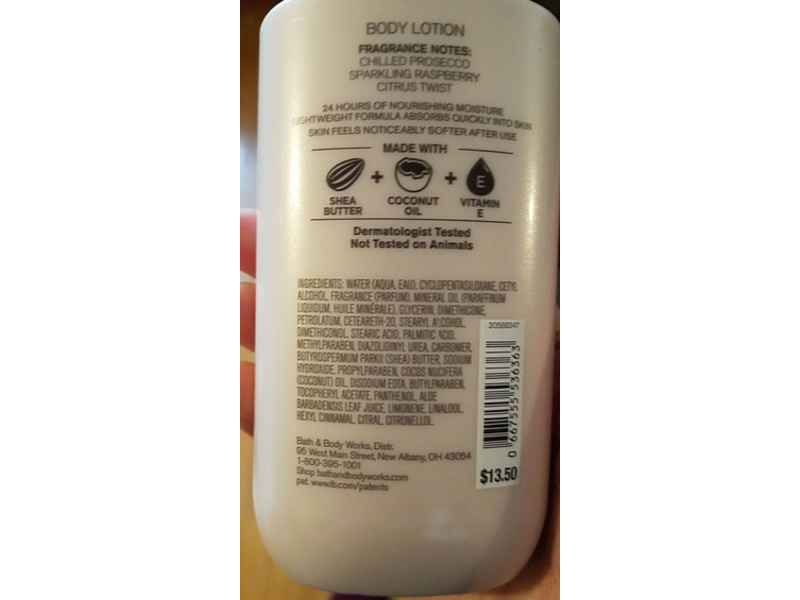 BODY LOTION
FRAGRANCE NOTES:
CHILLED PROSECCO
SPARKLING RASPBERRY
CITRUS TWIST
24 HOURS OF NOURISHING MOISTURE
LIGHTWEIGHT FORMULA ABSORBS QUICKLY INTO SKIN
SKIN FEELS NOTICEABLY SOFTER AFTER USE
MADE WITH
+ + E
SHEA BUTTER
COCONUT OIL
VITAMIN E
Dermatologist Tested
Not Tested on Animals
INGREDIENTS: WATER (AQUA, EAU), CYCLOPENTASILOXANE, CETYL
ALCOHOL, FRAGRANCE (PARFUM), MINERAL OIL (PARAFFINUM
LIQUIDUM, HUILE MINÉRALE), GLYCERIN, DIMETHICONE,
PETROLATUM, CETEARETH-20, STEARYL ALCOHOL,
DIMETHICONOL, STEARIC ACID, PALMITIC ACID,
METHYLPARABEN, DIAZOLIDINYL UREA, CARBOMER,
BUTYROSPERMUM PARKII (SHEA) BUTTER, SODIUM
HYDROXIDE, PROPYLPARABEN, COCOS NUCIFERA
(COCONUT) OIL, DISODIUM EDTA, BUTYLPARABEN,
TOCOPHERYL ACETATE, PANTHENOL, ALOE
BARBADENSIS LEAF JUICE, LIMONENE, LINALOOL,
HEXYL CINNAMAL, CITRAL, CITRONELLOL.
Bath & Body Works, Distr.
95 West Main Street, New Albany, OH 43054
1-800-395-1001
Shop bathandbodyworks.com
pat. www.lb.com/patents
30568347
0 667555 536363
$13.50